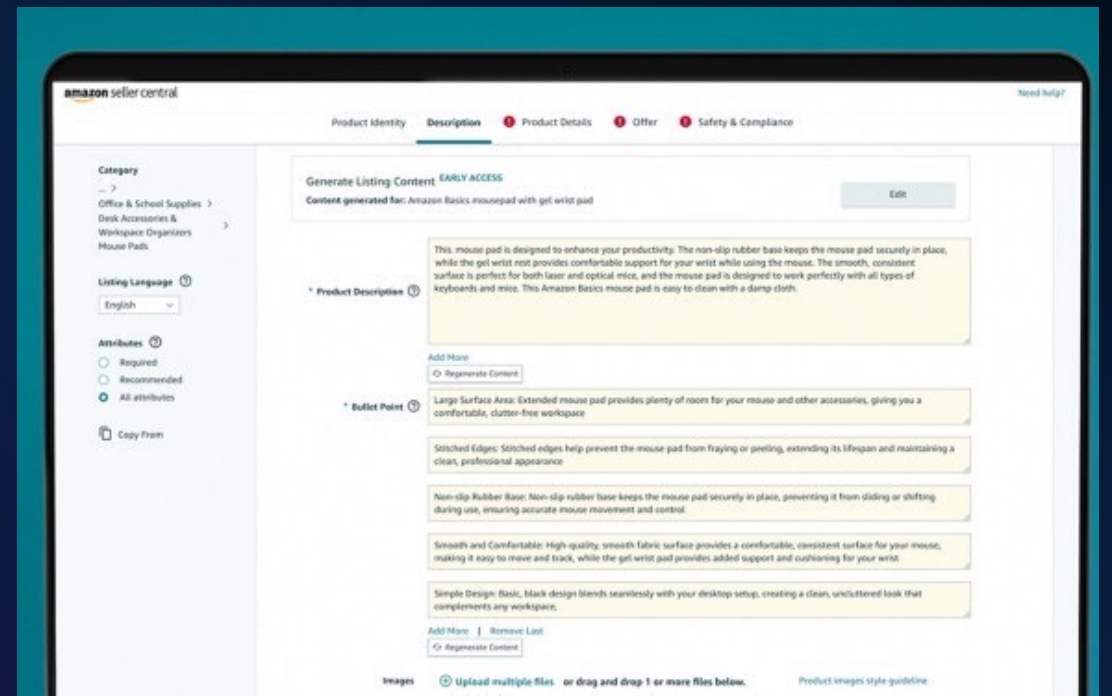 amazon seller central
Need help?
Product Identity Description Product Details Offer Safety & Compliance
Category
... >
Office & School Supplies >
Desk Accessories &
Workspace Organizers >
Mouse Pads
Listing Language
English
Attributes
Required
Recommended
All attributes
Copy From
Generate Listing Content EARLY ACCESS
Content generated for: Amazon Basics mousepad with gel wrist pad
Edit
* Product Description
This mouse pad is designed to enhance your productivity. The non-slip rubber base keeps the mouse pad securely in place,
while the gel wrist rest provides comfortable support for your wrist while using the mouse. The smooth, consistent
surface is perfect for both laser and optical mice, and the mouse pad is designed to work perfectly with all types of
keyboards and mice. This Amazon Basics mouse pad is easy to clean with a damp cloth.
Add More
Regenerate Content
* Bullet Point
Large Surface Area: Extended mouse pad provides plenty of room for your mouse and other accessories, giving you a
comfortable, clutter-free workspace
Stitched Edges: Stitched edges help prevent the mouse pad from fraying or peeling, extending its lifespan and maintaining a
clean, professional appearance
Non-slip Rubber Base: Non-slip rubber base keeps the mouse pad securely in place, preventing it from sliding or shifting
during use, ensuring accurate mouse movement and control
Smooth and Comfortable: High-quality, smooth fabric surface provides a comfortable, consistent surface for your mouse,
making it easy to move and track, while the gel wrist pad provides added support and cushioning for your wrist
Simple Design: Basic, black design blends seamlessly with your desktop setup, creating a clean, uncluttered look that
complements any workspace,
Add More | Remove Last
Regenerate Content
Images Upload multiple files or drag and drop 1 or more files below. Product images style guideline